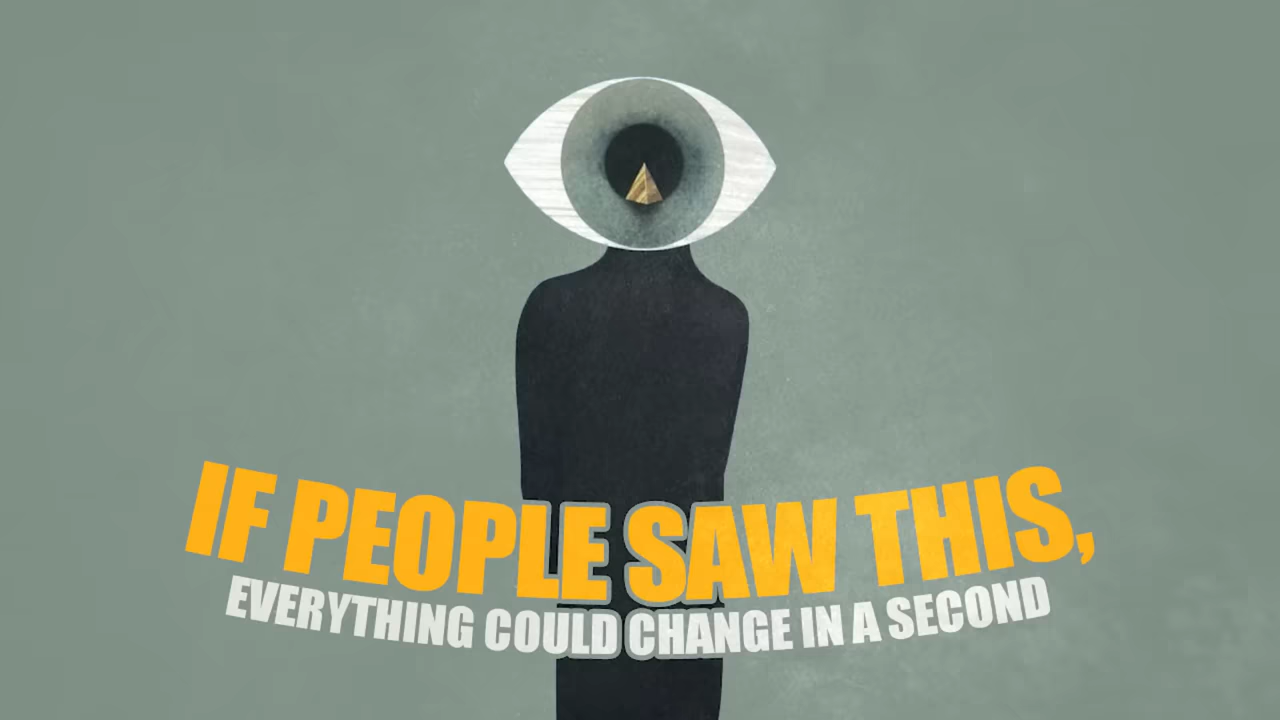 IF PEOPLE SAW THIS,
EVERYTHING COULD CHANGE IN A SECOND